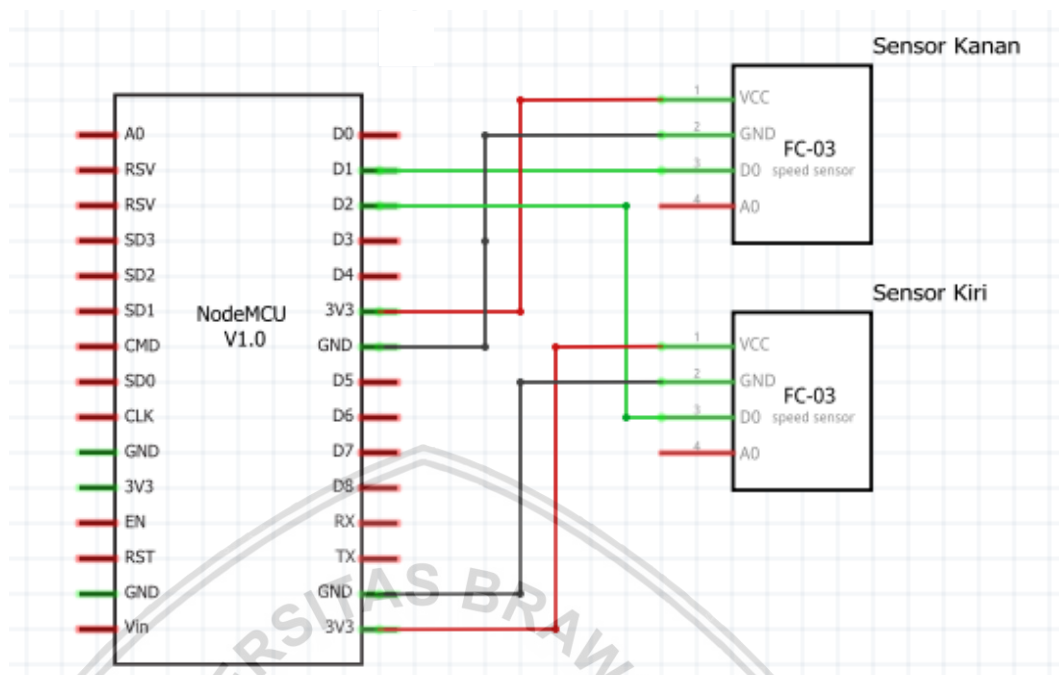 Sensor Kanan
1
VCC
2
GND
FC-03
3
D0 speed sensor
4
A0
Sensor Kiri
1
VCC
2
GND
FC-03
3
D0 speed sensor
4
A0
NodeMCU
V1.0
A0
RSV
RSV
SD3
SD2
SD1
CMD
SD0
CLK
GND
3V3
EN
RST
GND
Vin
D0
D1
D2
D3
D4
3V3
GND
D5
D6
D7
D8
RX
TX
GND
3V3
ERSITAS BRAW